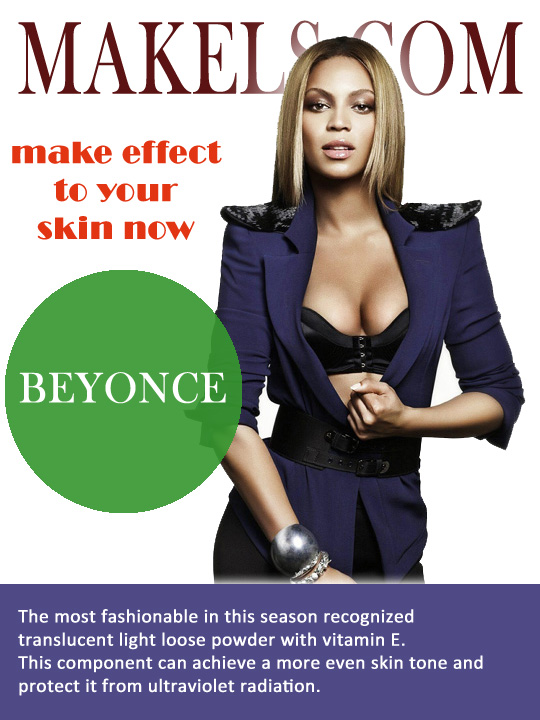 MAKELS.COM
make effect
to your
skin now
BEYONCE
The most fashionable in this season recognized
translucent light loose powder with vitamin E.
This component can achieve a more even skin tone and
protect it from ultraviolet radiation.